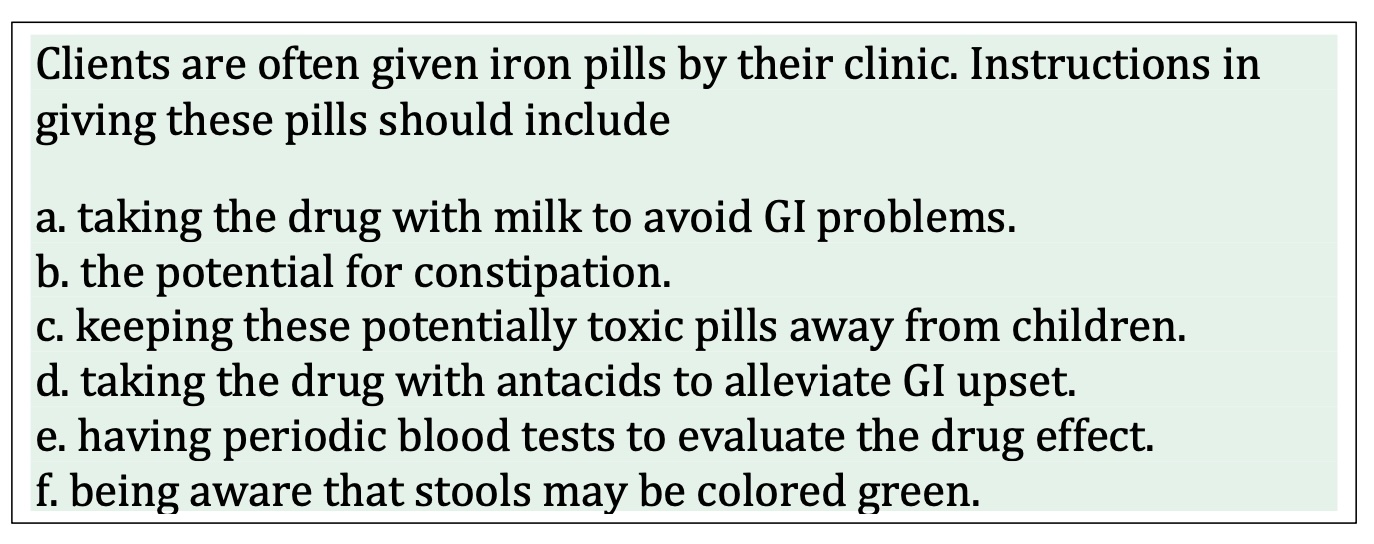 Clients are often given iron pills by their clinic. Instructions in
giving these pills should include
a. taking the drug with milk to avoid GI problems.
b. the potential for constipation.
c. keeping these potentially toxic pills away from children.
d. taking the drug with antacids to alleviate GI upset.
e. having periodic blood tests to evaluate the drug effect.
f. being aware that stools may be colored green.